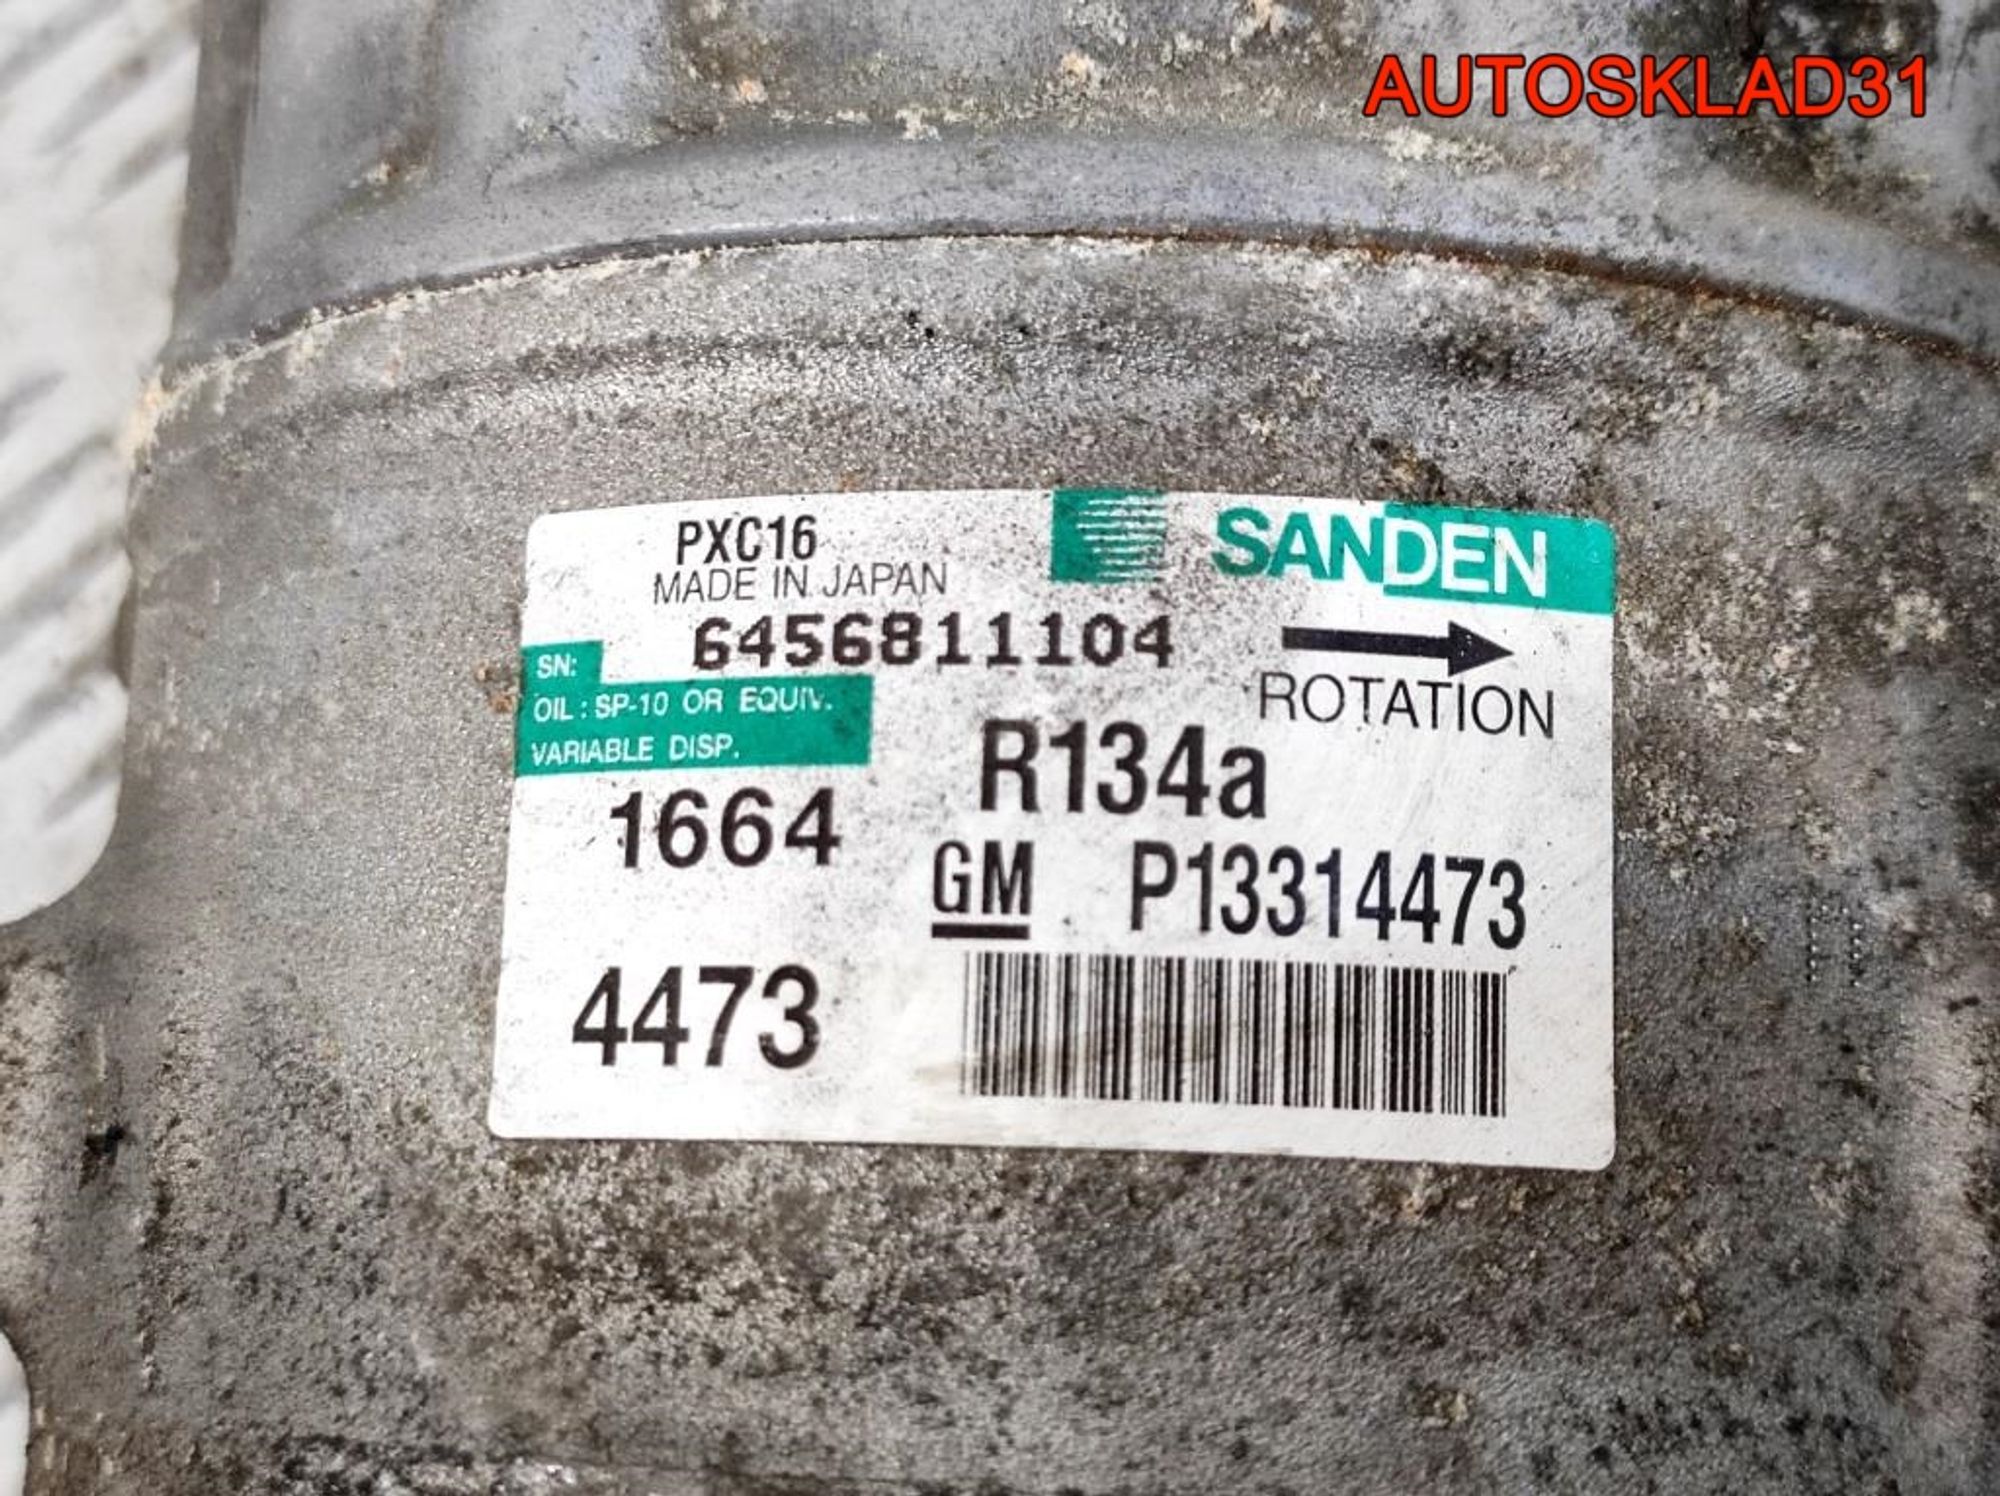 AUTOSKLAD31
PXC16
MADE IN JAPAN
SANDEN
SN: 6456811104
ROTATION
OIL : SP-10 OR EQUIV.
VARIABLE DISP.
R134a
1664
GM P13314473
4473